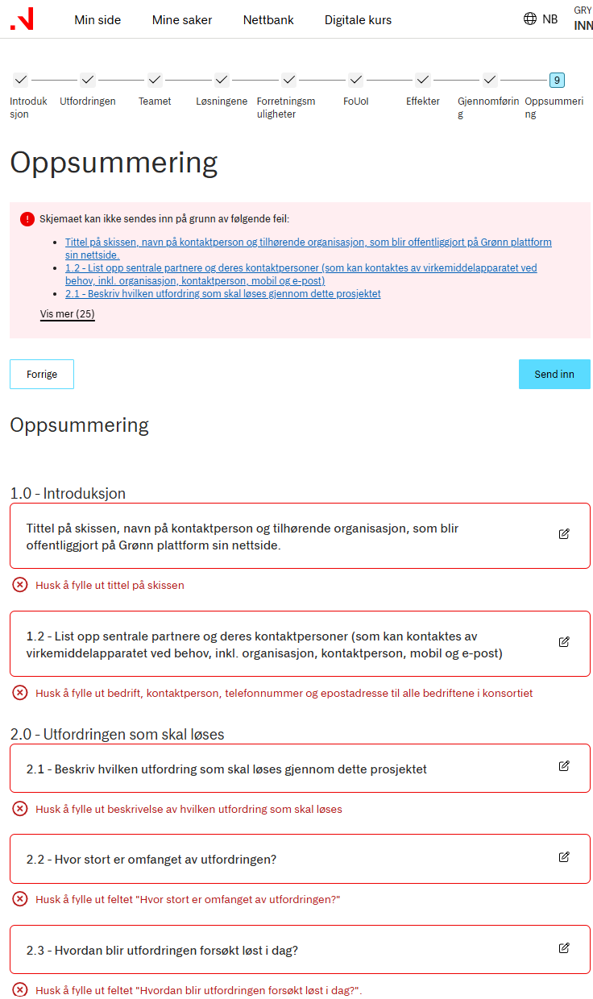 Min side Mine saker Nettbank Digitale kurs NB GRY
INN
9
Introduk Utfordringen Teamet Løsningene Forretningsm FoUoI Effekter Gjennomførin Oppsummeri
sjon uligheter g ng
Oppsummering
Skjemaet kan ikke sendes inn på grunn av følgende feil:
Tittel på skissen, navn på kontaktperson og tilhørende organisasjon, som blir offentliggjort på Grønn plattform
sin nettside.
1.2 - List opp sentrale partnere og deres kontaktpersoner (som kan kontaktes av virkemiddelapparatet ved
behov, inkl. organisasjon, kontaktperson, mobil og e-post)
2.1 - Beskriv hvilken utfordring som skal løses gjennom dette prosjektet
Vis mer (25)
Forrige Send inn
Oppsummering
1.0 - Introduksjon
Tittel på skissen, navn på kontaktperson og tilhørende organisasjon, som blir
offentliggjort på Grønn plattform sin nettside.
Husk å fylle ut tittel på skissen
1.2 - List opp sentrale partnere og deres kontaktpersoner (som kan kontaktes av
virkemiddelapparatet ved behov, inkl. organisasjon, kontaktperson, mobil og e-post)
Husk å fylle ut bedrift, kontaktperson, telefonnummer og epostadresse til alle bedriftene i konsortiet
2.0 - Utfordringen som skal løses
2.1 - Beskriv hvilken utfordring som skal løses gjennom dette prosjektet
Husk å fylle ut beskrivelse av hvilken utfordring som skal løses
2.2 - Hvor stort er omfanget av utfordringen?
Husk å fylle ut feltet "Hvor stort er omfanget av utfordringen?"
2.3 - Hvordan blir utfordringen forsøkt løst i dag?
Husk å fylle ut feltet "Hvordan blir utfordringen forsøkt løst i dag?".